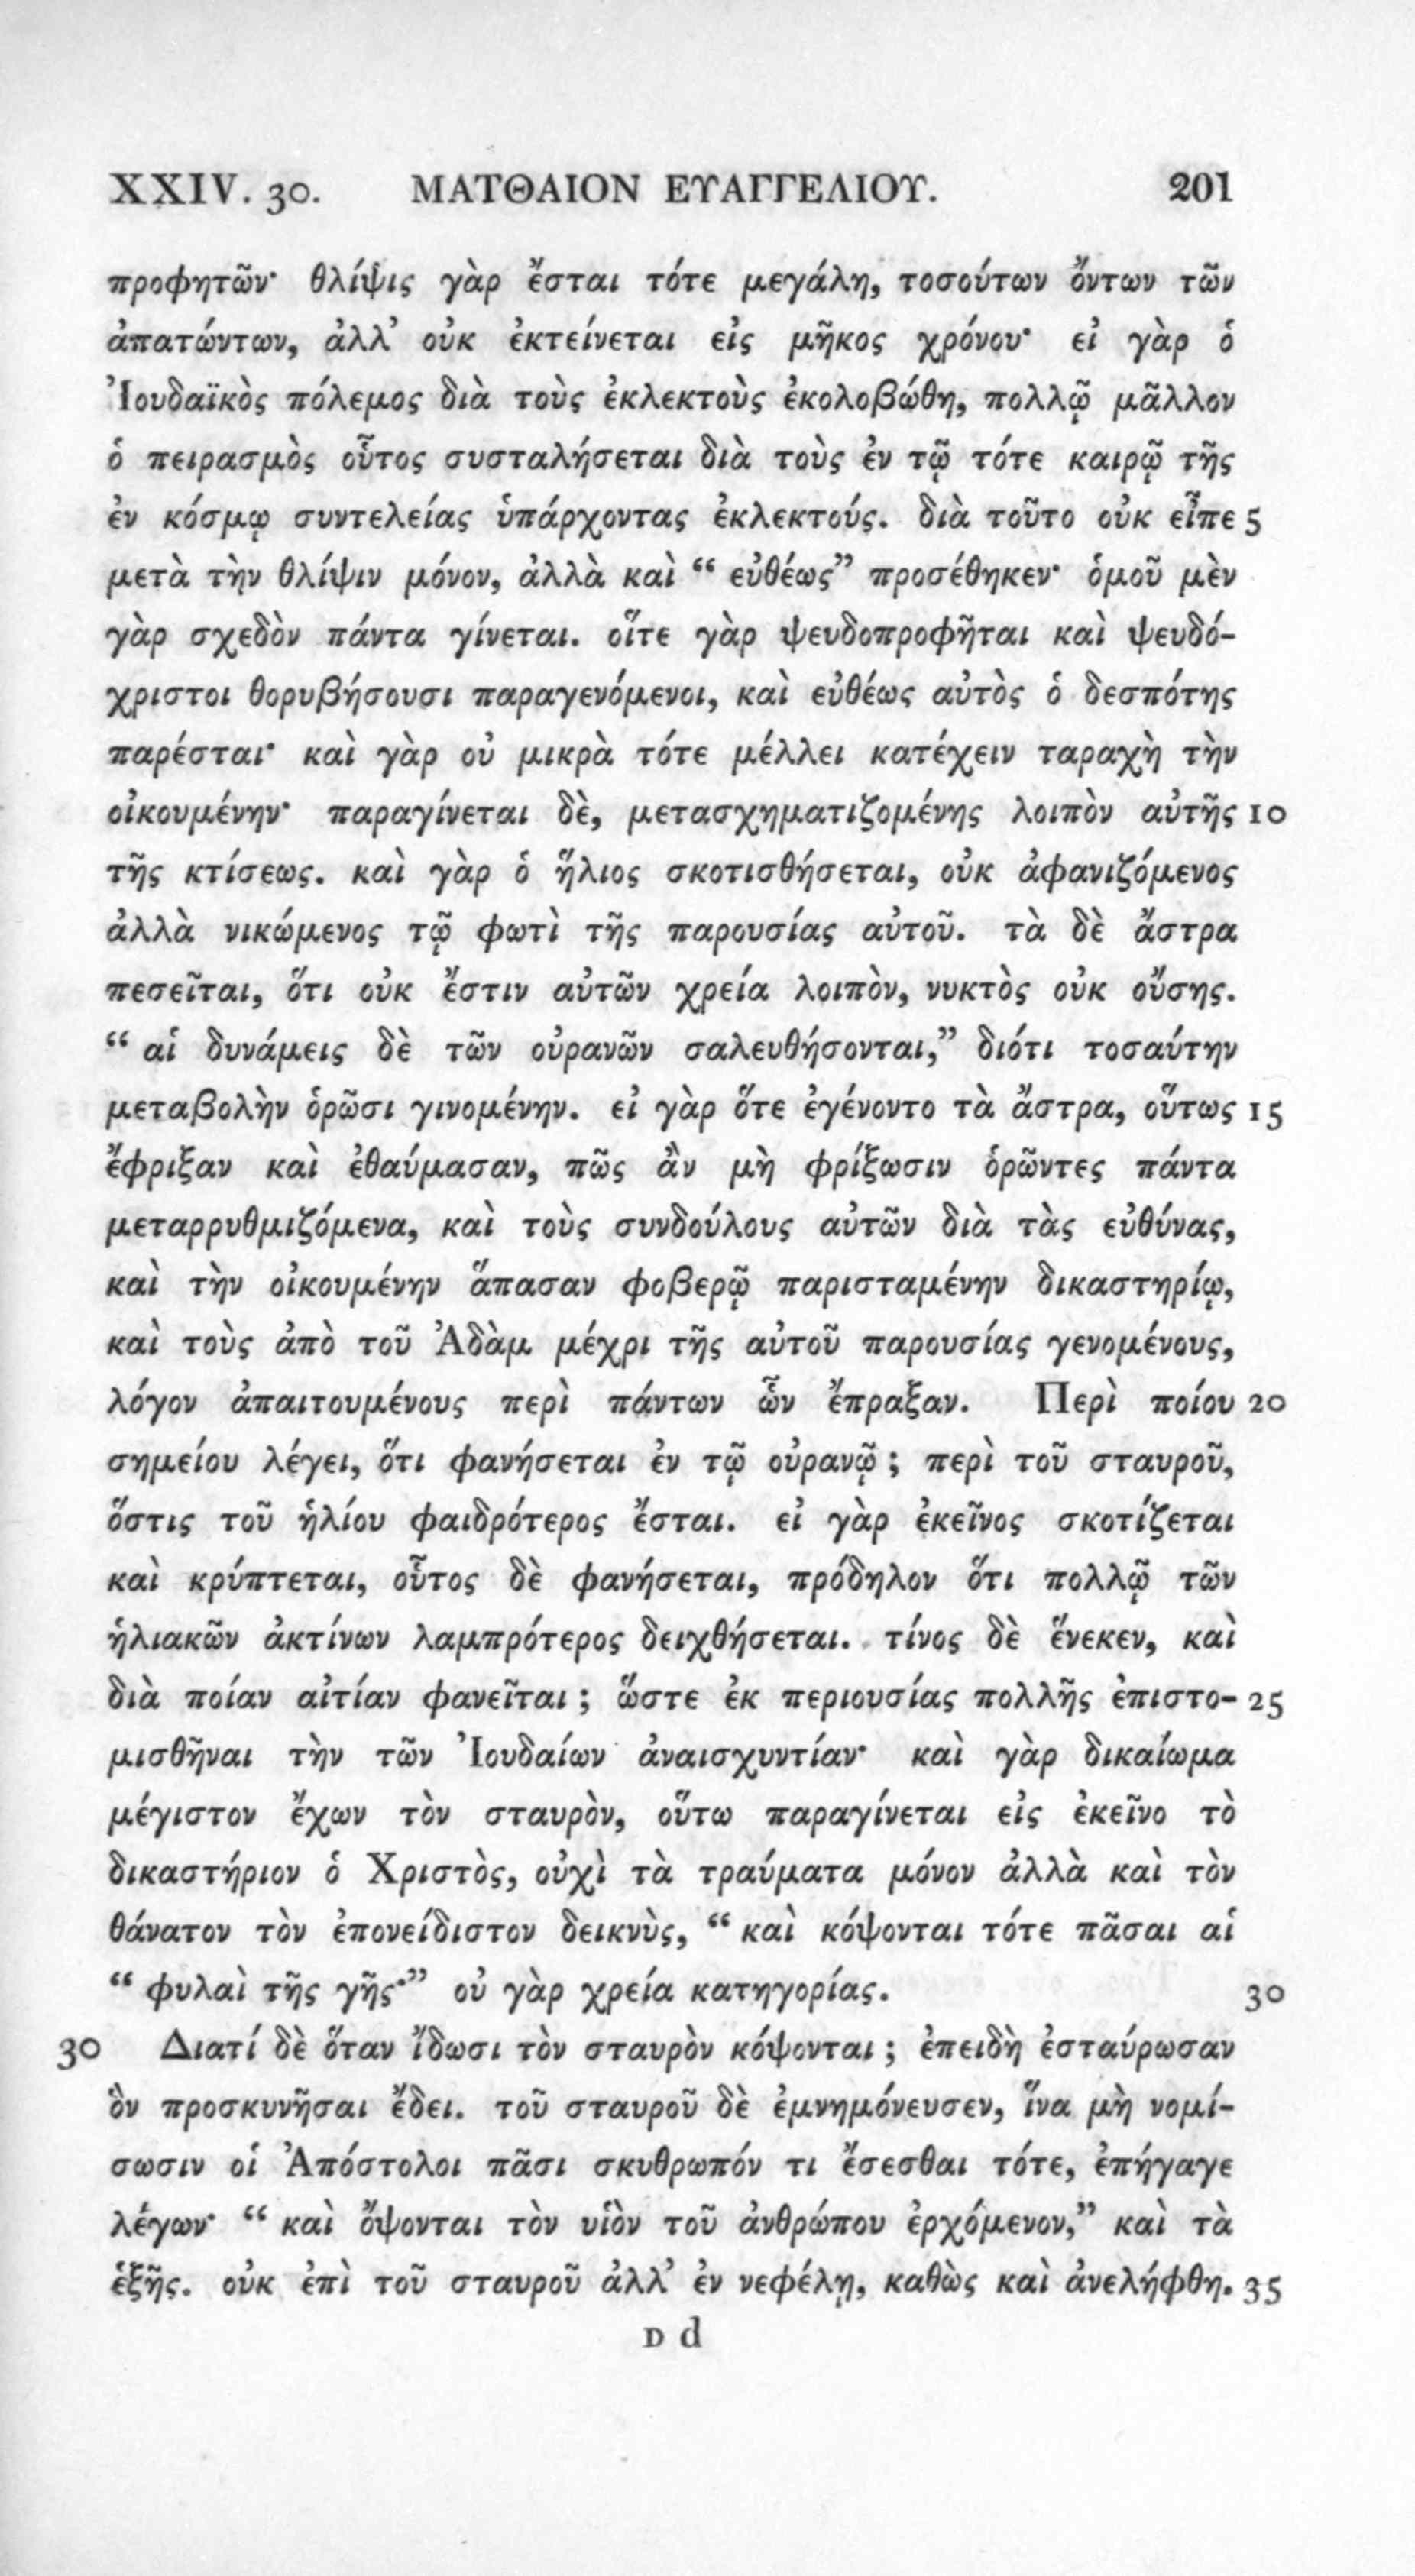 XXIV. 30. ΜΑΤΘΑΙΟΝ ΕΥΑΓΓΕΛΙΟΥ. 201
προφητῶν· θλίψις γὰρ ἔσται τότε μεγάλη, τοσούτων ὄντων τῶν
ἀπατώντων, ἀλλ’ οὐκ ἐκτείνεται εἰς μῆκος χρόνου· εἰ γὰρ ὁ
Ἰουδαϊκὸς πόλεμος διὰ τοὺς ἐκλεκτοὺς ἐκολοβώθη, πολλῷ μᾶλλον
ὁ πειρασμὸς οὗτος συσταλήσεται διὰ τοὺς ἐν τῷ τότε καιρῷ τῆς
ἐν κόσμῳ συντελείας ὑπάρχοντας ἐκλεκτούς. διὰ τοῦτο οὐκ εἶπε 5
μετὰ τὴν θλίψιν μόνον, ἀλλὰ καὶ “ εὐθέως” προσέθηκεν· ὁμοῦ μὲν
γὰρ σχεδὸν πάντα γίνεται. οἵτε γὰρ ψευδοπροφῆται καὶ ψευδό-
χριστοι θορυβήσουσι παραγενόμενοι, καὶ εὐθέως αὐτὸς ὁ δεσπότης
παρέσται· καὶ γὰρ οὐ μικρὰ τότε μέλλει κατέχειν ταραχὴ τὴν
οἰκουμένην· παραγίνεται δὲ, μετασχηματιζομένης λοιπὸν αὐτῆς 10
τῆς κτίσεως. καὶ γὰρ ὁ ἥλιος σκοτισθήσεται, οὐκ ἀφανιζόμενος
ἀλλὰ νικώμενος τῷ φωτὶ τῆς παρουσίας αὐτοῦ. τὰ δὲ ἄστρα
πεσεῖται, ὅτι οὐκ ἔστιν αὐτῶν χρεία λοιπὸν, νυκτὸς οὐκ οὔσης.
“ αἱ δυνάμεις δὲ τῶν οὐρανῶν σαλευθήσονται,” διότι τοσαύτην
μεταβολὴν ὁρῶσι γινομένην. εἰ γὰρ ὅτε ἐγένοντο τὰ ἄστρα, οὕτως 15
ἔφριξαν καὶ ἐθαύμασαν, πῶς ἂν μὴ φρίξωσιν ὁρῶντες πάντα
μεταρρυθμιζόμενα, καὶ τοὺς συνδούλους αὐτῶν διὰ τὰς εὐθύνας,
καὶ τὴν οἰκουμένην ἅπασαν φοβερῷ παρισταμένην δικαστηρίῳ,
καὶ τοὺς ἀπὸ τοῦ Ἀδὰμ μέχρι τῆς αὐτοῦ παρουσίας γενομένους,
λόγον ἀπαιτουμένους περὶ πάντων ὧν ἔπραξαν. Περὶ ποίου 20
σημείου λέγει, ὅτι φανήσεται ἐν τῷ οὐρανῷ ; περὶ τοῦ σταυροῦ,
ὅστις τοῦ ἡλίου φαιδρότερος ἔσται. εἰ γὰρ ἐκεῖνος σκοτίζεται
καὶ κρύπτεται, οὗτος δὲ φανήσεται, πρόδηλον ὅτι πολλῷ τῶν
ἡλιακῶν ἀκτίνων λαμπρότερος δειχθήσεται. τίνος δὲ ἕνεκεν, καὶ
διὰ ποίαν αἰτίαν φανεῖται ; ὥστε ἐκ περιουσίας πολλῆς ἐπιστο- 25
μισθῆναι τὴν τῶν Ἰουδαίων ἀναισχυντίαν· καὶ γὰρ δικαίωμα
μέγιστον ἔχων τὸν σταυρὸν, οὕτω παραγίνεται εἰς ἐκεῖνο τὸ
δικαστήριον ὁ Χριστὸς, οὐχὶ τὰ τραύματα μόνον ἀλλὰ καὶ τὸν
θάνατον τὸν ἐπονείδιστον δεικνὺς, “ καὶ κόψονται τότε πᾶσαι αἱ
“ φυλαὶ τῆς γῆς·” οὐ γὰρ χρεία κατηγορίας. 30
30 Διατί δὲ ὅταν ἴδωσι τὸν σταυρὸν κόψονται ; ἐπειδὴ ἐσταύρωσαν
ὃν προσκυνῆσαι ἔδει. τοῦ σταυροῦ δὲ ἐμνημόνευσεν, ἵνα μὴ νομί-
σωσιν οἱ Ἀπόστολοι πᾶσι σκυθρωπόν τι ἔσεσθαι τότε, ἐπήγαγε
λέγων· “ καὶ ὄψονται τὸν υἱὸν τοῦ ἀνθρώπου ἐρχόμενον,” καὶ τὰ
ἑξῆς. οὐκ ἐπὶ τοῦ σταυροῦ ἀλλ’ ἐν νεφέλῃ, καθὼς καὶ ἀνελήφθη. 35
D d